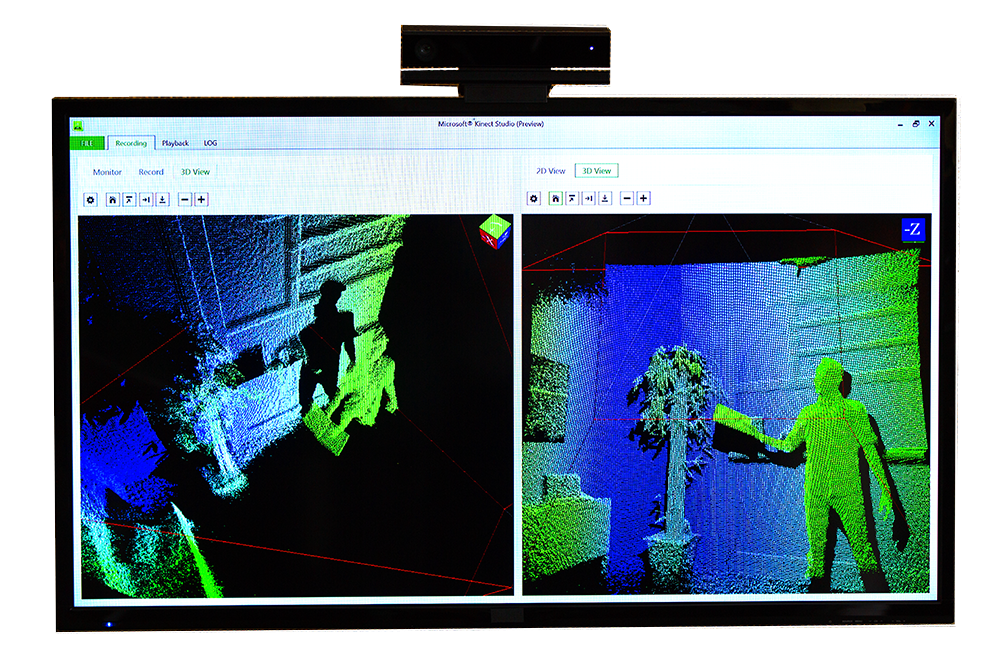 Microsoft® Kinect Studio (Preview)
FILE Recording Playback LOG
Monitor Record 3D View
2D View 3D View
-Z